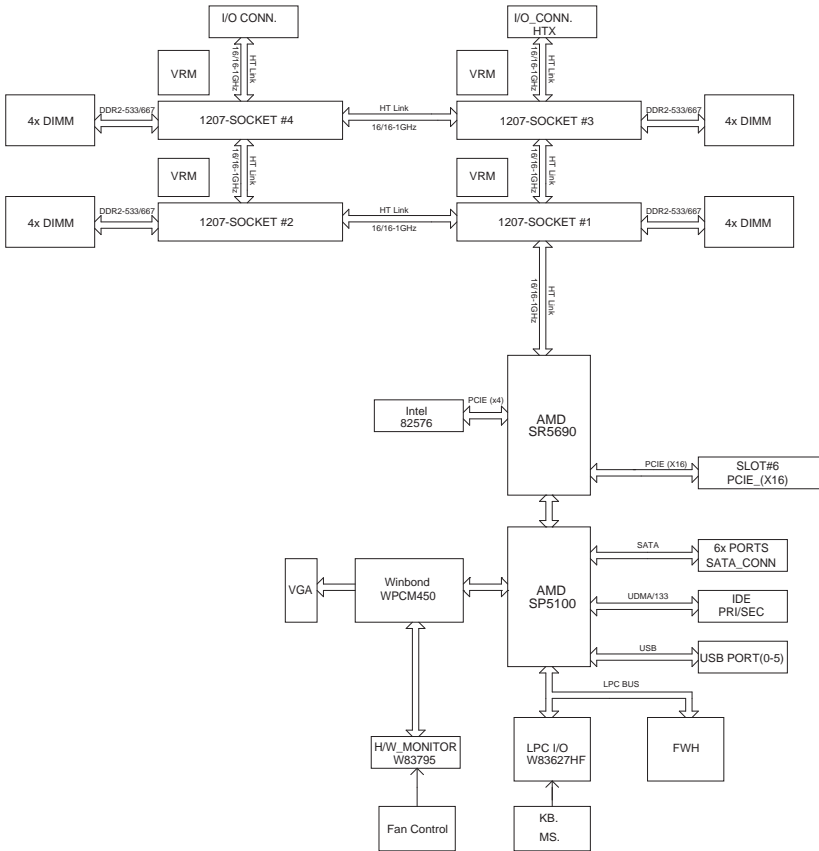 I/O CONN.
I/O_CONN.
HTX
16/16-1GHz
HT Link
16/16-1GHz
HT Link
VRM
VRM
4x DIMM
DDR2-533/667
1207-SOCKET #4
HT Link
16/16-1GHz
1207-SOCKET #3
DDR2-533/667
4x DIMM
16/16-1GHz
HT Link
16/16-1GHz
HT Link
VRM
VRM
4x DIMM
DDR2-533/667
1207-SOCKET #2
HT Link
16/16-1GHz
1207-SOCKET #1
DDR2-533/667
4x DIMM
16/16-1GHz
HT Link
Intel
82576
PCIE (x4)
AMD
SR5690
PCIE (X16)
SLOT#6
PCIE_(X16)
VGA
Winbond
WPCM450
AMD
SP5100
SATA
6x PORTS
SATA_CONN
UDMA/133
IDE
PRI/SEC
USB
USB PORT(0-5)
LPC BUS
H/W_MONITOR
W83795
LPC I/O
W83627HF
FWH
Fan Control
KB.
MS.